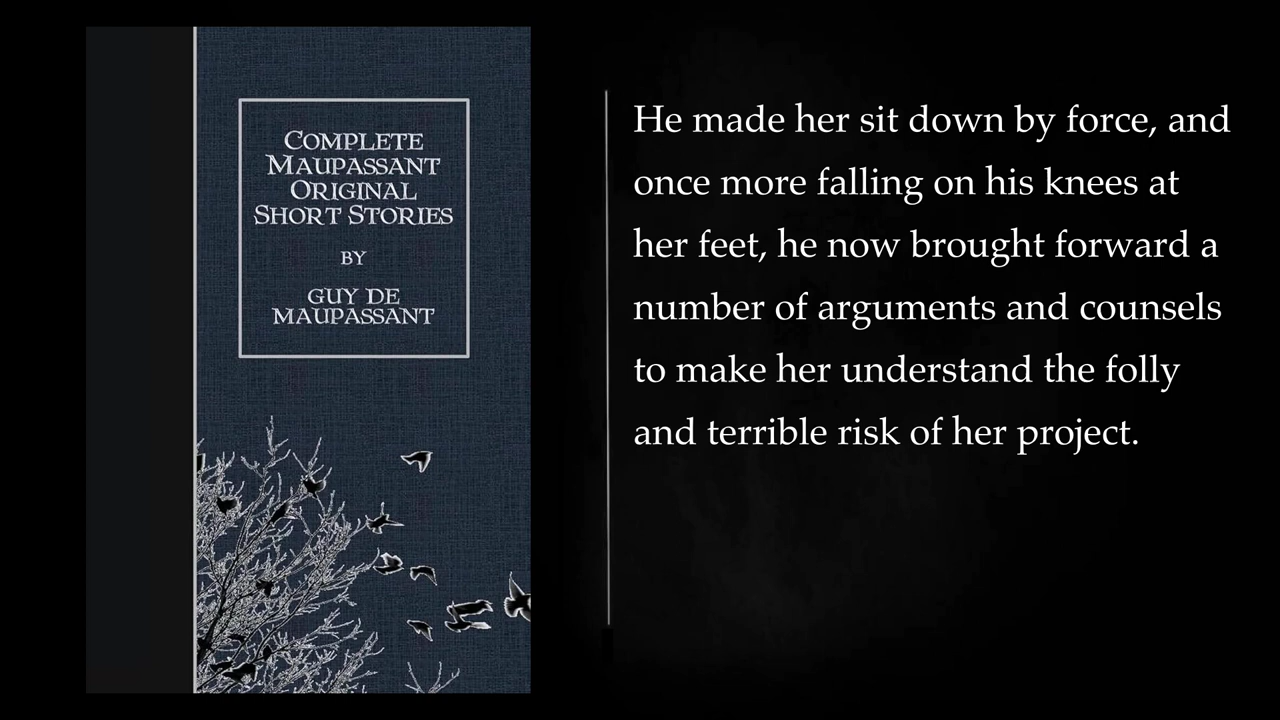 COMPLETE
MAUPASSANT
ORIGINAL
SHORT STORIES
BY
GUY DE
MAUPASSANT
He made her sit down by force, and
once more falling on his knees at
her feet, he now brought forward a
number of arguments and counsels
to make her understand the folly
and terrible risk of her project.